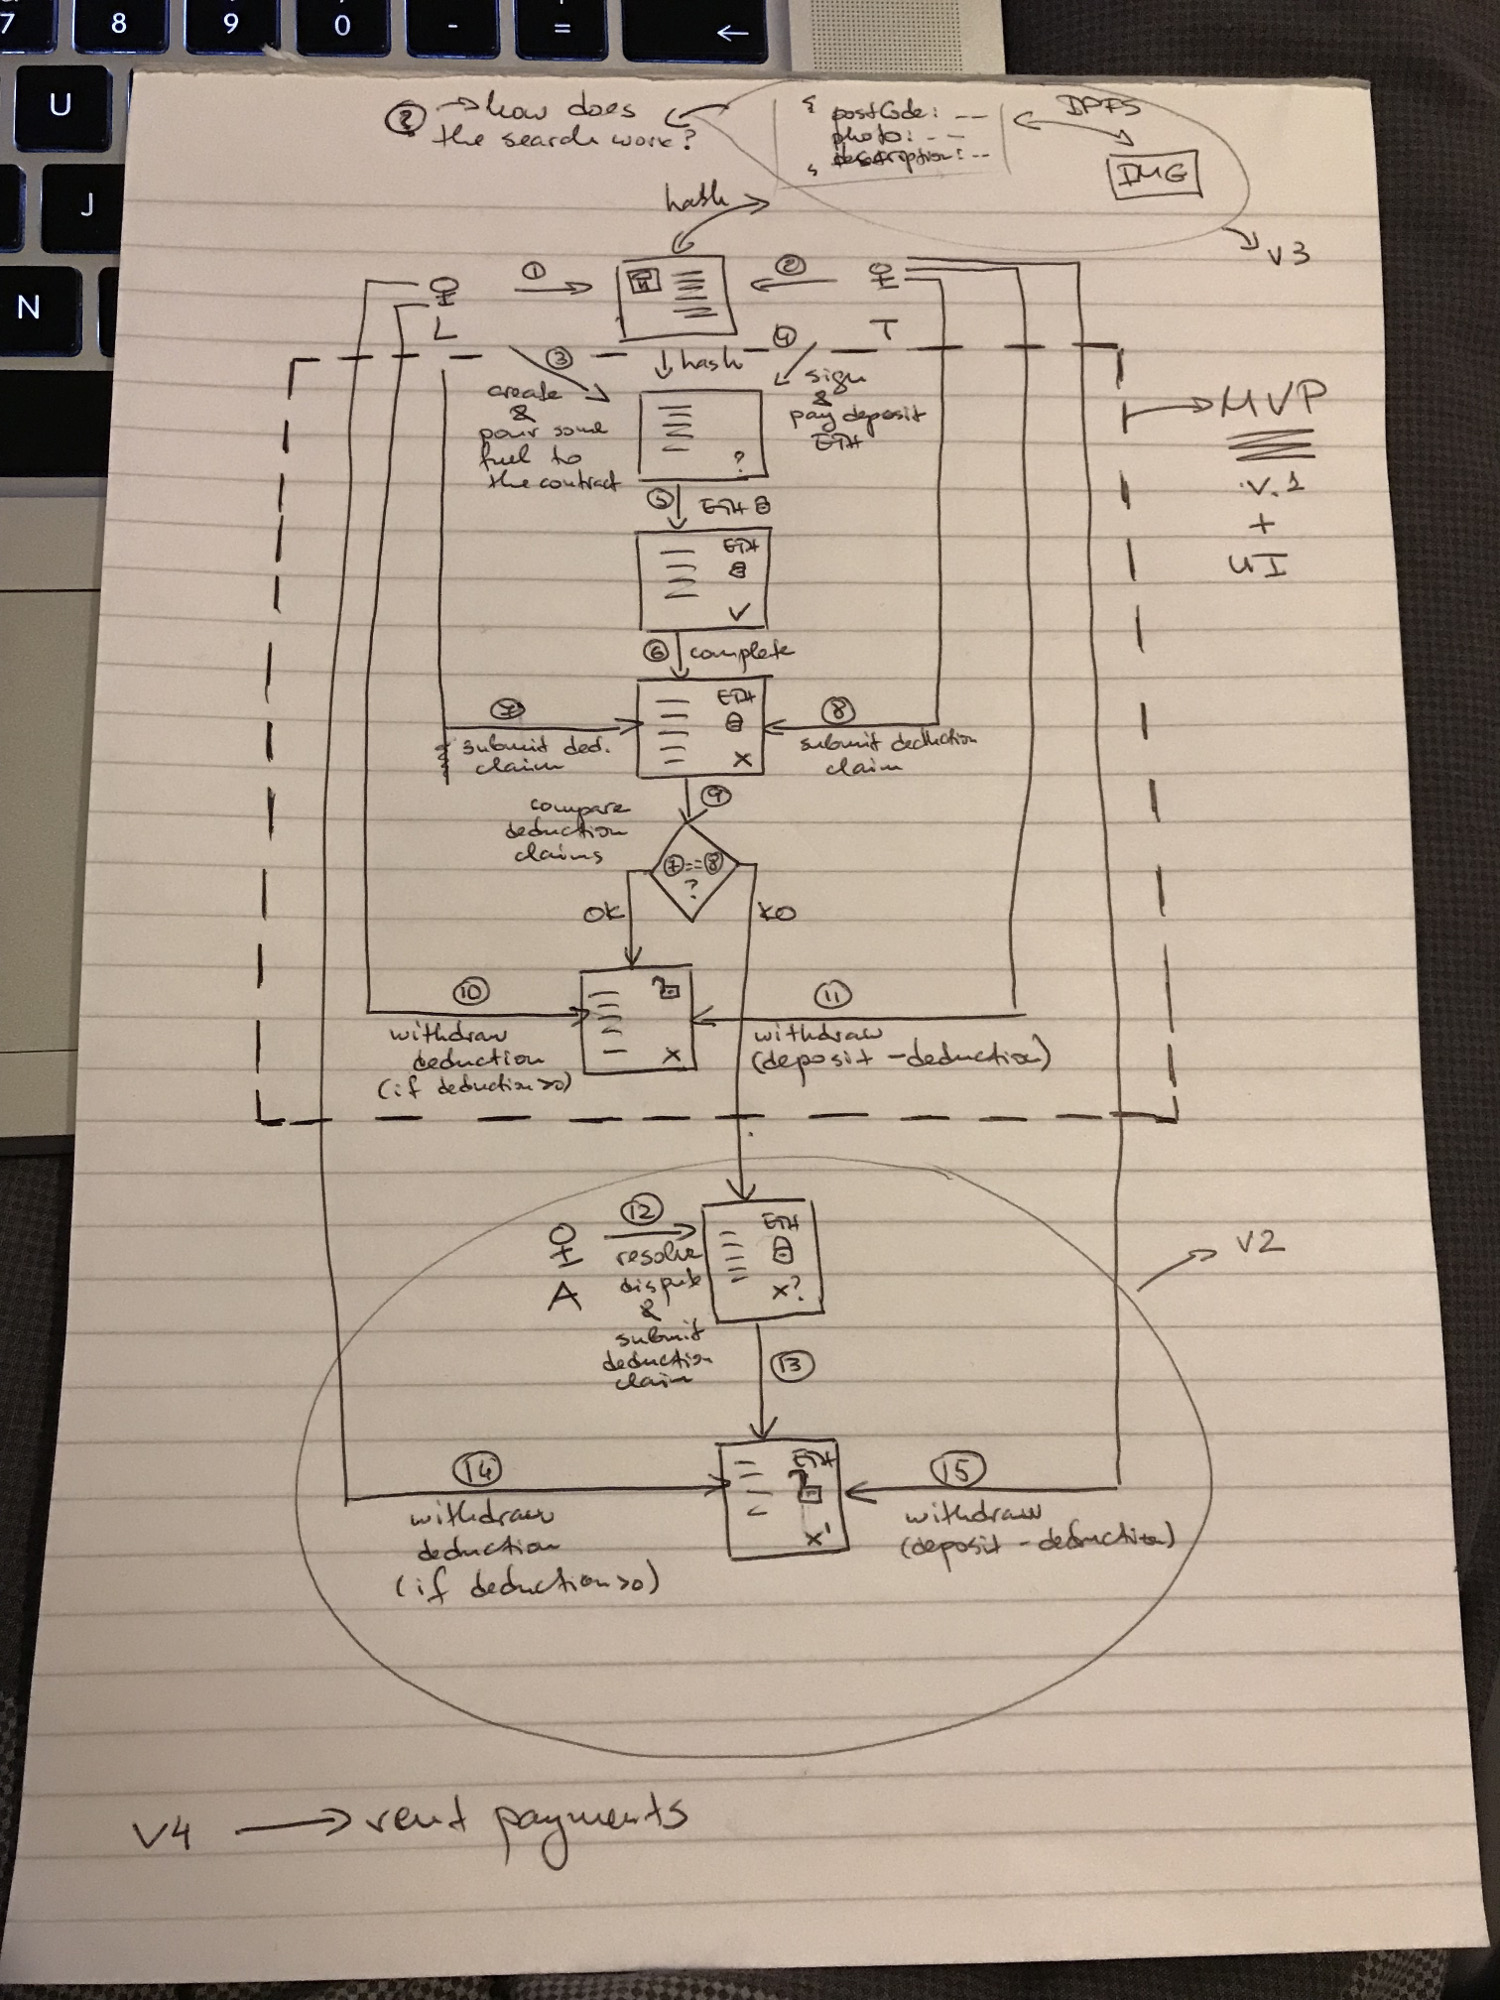 7 8 9 0 - = ←
U
J
N
? → how does
the search work?
{ postCode: --
photo: --
description: --
}
IPFS
IMG
hash
V3
1
2
L
T
3
4
hash
create
&
pour some
fuel to
the contract
sign
&
pay deposit
ETH
?
MVP
v.1
+
UI
5 ETH
ETH
✓
6 complete
ETH
x
7
submit ded.
claim
8
submit deduction
claim
9
compare
deduction
claims
7==8
?
OK
KO
10
withdraw
deduction
(if deduction>0)
x
11
withdraw
(deposit - deduction)
12
A
resolve
dispute
&
submit
deduction
claim
ETH
x?
V2
13
14
withdraw
deduction
(if deduction>0)
ETH
x'
15
withdraw
(deposit - deduction)
V4 → rent payments